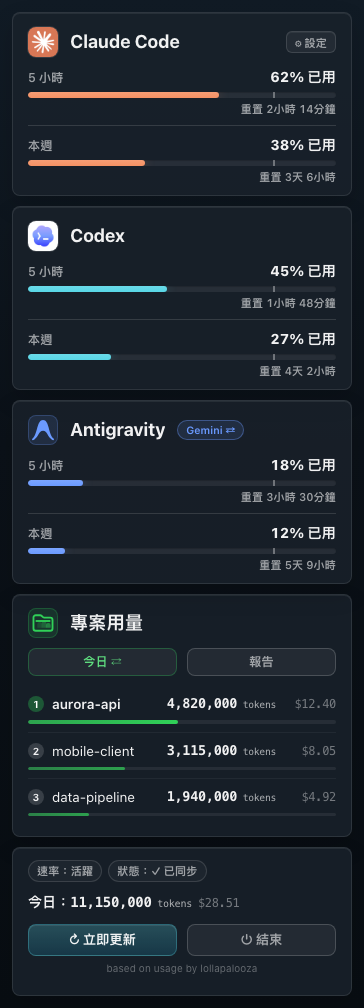 Claude Code
⚙ 設定
5 小時 62% 已用
重置 2小時 14分鐘
本週 38% 已用
重置 3天 6小時
Codex
5 小時 45% 已用
重置 1小時 48分鐘
本週 27% 已用
重置 4天 2小時
Antigravity Gemini ⇄
5 小時 18% 已用
重置 3小時 30分鐘
本週 12% 已用
重置 5天 9小時
專案用量
今日 ⇄ 報告
1 aurora-api 4,820,000 tokens $12.40
2 mobile-client 3,115,000 tokens $8.05
3 data-pipeline 1,940,000 tokens $4.92
速率：活躍 狀態：✓ 已同步
今日：11,150,000 tokens $28.51
↻ 立即更新 ⏻ 結束
based on usage by lollapalooza